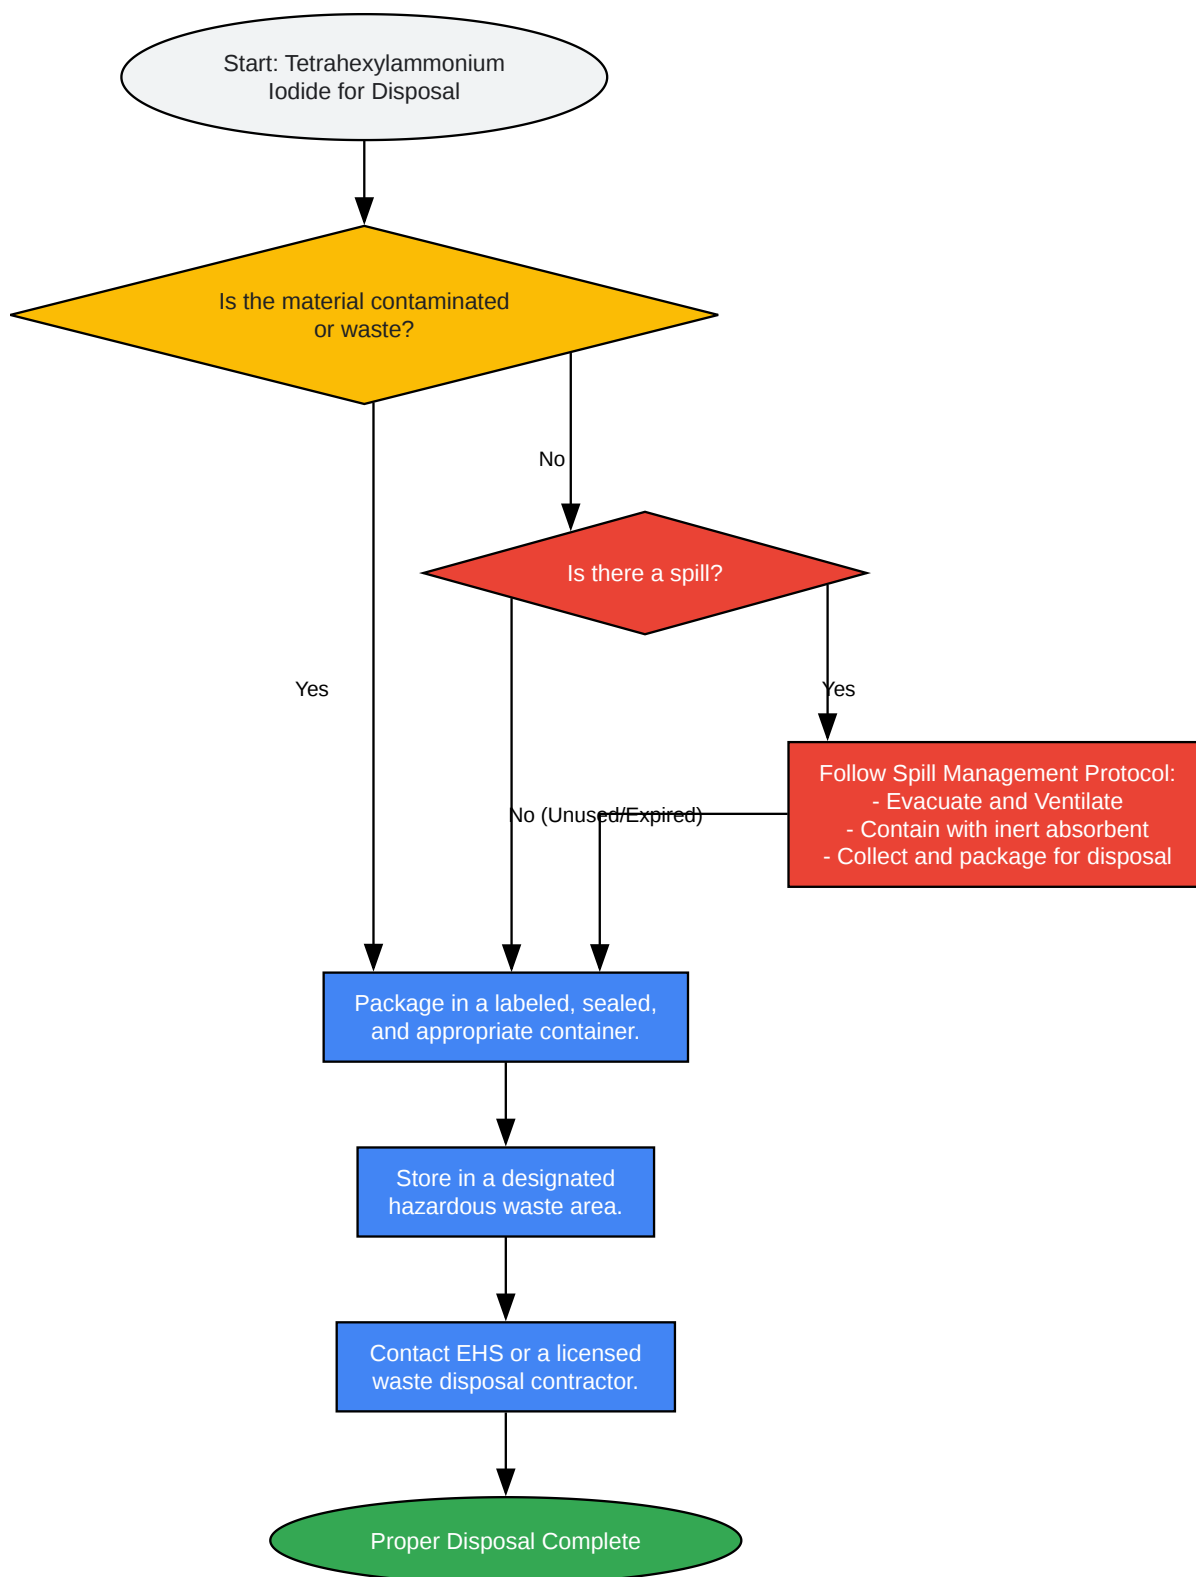 Start: Tetrahexylammonium
Iodide for Disposal
Is the material contaminated
or waste?
No
Is there a spill?
Yes
Yes
Follow Spill Management Protocol:
- Evacuate and Ventilate
- Contain with inert absorbent
- Collect and package for disposal
No (Unused/Expired)
Package in a labeled, sealed,
and appropriate container.
Store in a designated
hazardous waste area.
Contact EHS or a licensed
waste disposal contractor.
Proper Disposal Complete